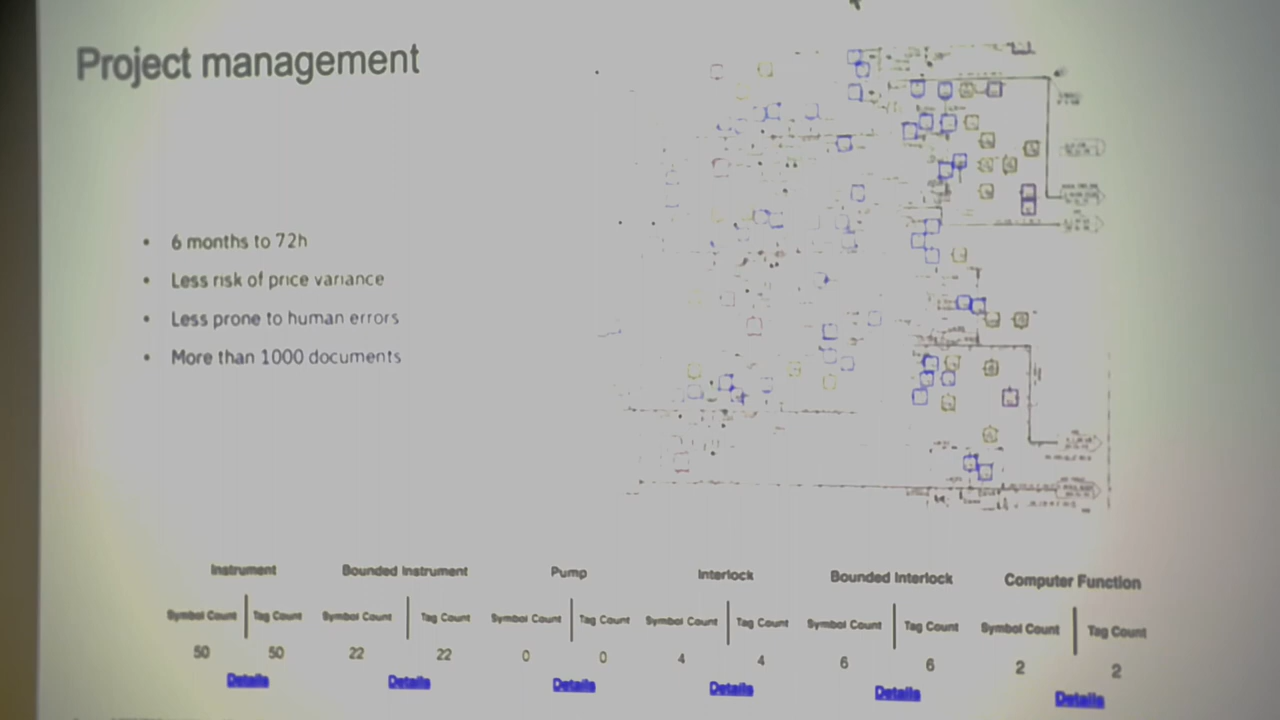 Project management
• 6 months to 72h
• Less risk of price variance
• Less prone to human errors
• More than 1000 documents
Instrument Bounded Instrument Pump Interlock Bounded Interlock Computer Function
Symbol Count Tag Count Symbol Count Tag Count Symbol Count Tag Count Symbol Count Tag Count Symbol Count Tag Count Symbol Count Tag Count
50 50 22 22 0 0 4 4 6 6 2 2
Details Details Details Details Details Details